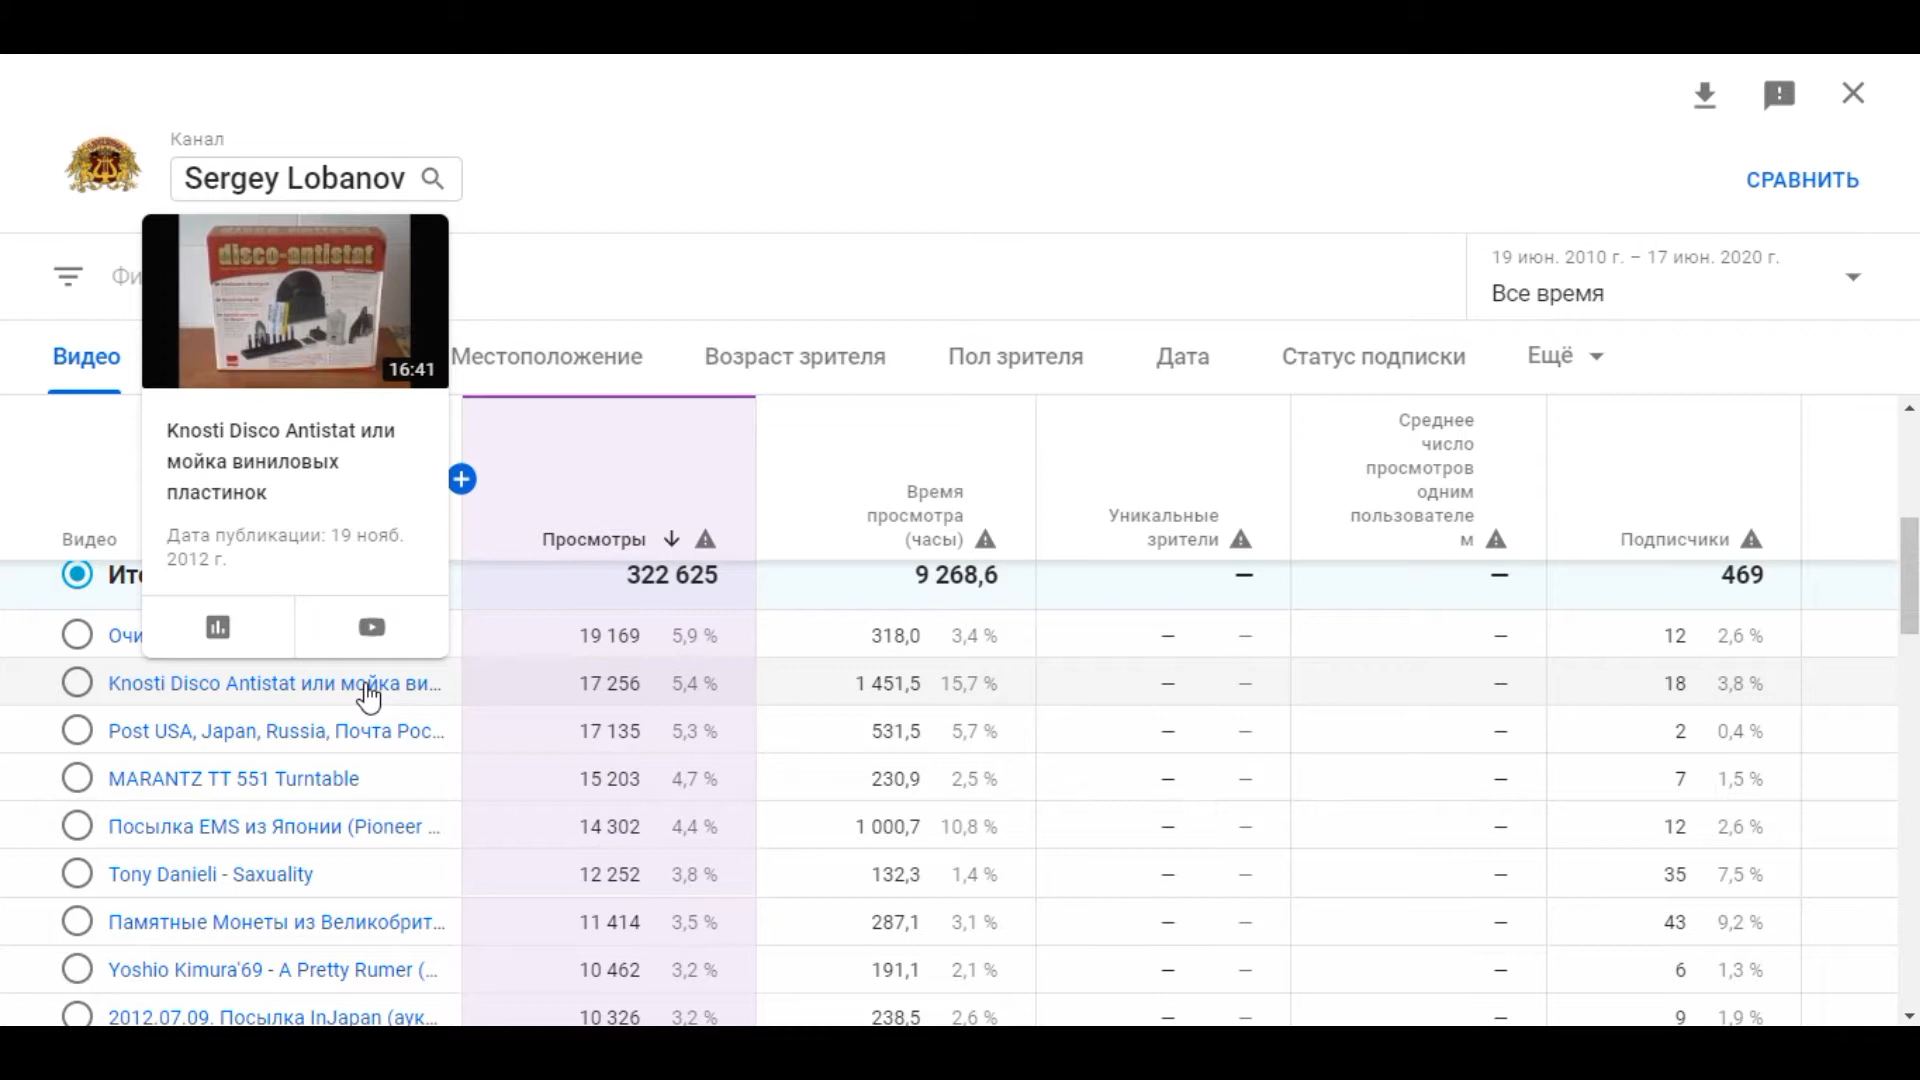 Канал
Sergey Lobanov
СРАВНИТЬ
disco-antistat
16:41
Фи
19 июн. 2010 г. – 17 июн. 2020 г.
Все время
Видео
Местоположение
Возраст зрителя
Пол зрителя
Дата
Статус подписки
Ещё
Knosti Disco Antistat или
мойка виниловых
пластинок
Дата публикации: 19 нояб.
2012 г.
Видео
Просмотры
Время
просмотра
(часы)
Уникальные
зрители
Среднее
число
просмотров
одним
пользователе
м
Подписчики
Ито 322 625 9 268,6 — — 469
Очи 19 169 5,9 % 318,0 3,4 % — — — 12 2,6 %
Knosti Disco Antistat или мойка ви... 17 256 5,4 % 1 451,5 15,7 % — — — 18 3,8 %
Post USA, Japan, Russia, Почта Рос... 17 135 5,3 % 531,5 5,7 % — — — 2 0,4 %
MARANTZ TT 551 Turntable 15 203 4,7 % 230,9 2,5 % — — — 7 1,5 %
Посылка EMS из Японии (Pioneer ... 14 302 4,4 % 1 000,7 10,8 % — — — 12 2,6 %
Tony Danieli - Saxuality 12 252 3,8 % 132,3 1,4 % — — — 35 7,5 %
Памятные Монеты из Великобрит... 11 414 3,5 % 287,1 3,1 % — — — 43 9,2 %
Yoshio Kimura'69 - A Pretty Rumer (... 10 462 3,2 % 191,1 2,1 % — — — 6 1,3 %
2012.07.09. Посылка InJapan (аук... 10 326 3,2 % 238,5 2,6 % — — — 9 1,9 %